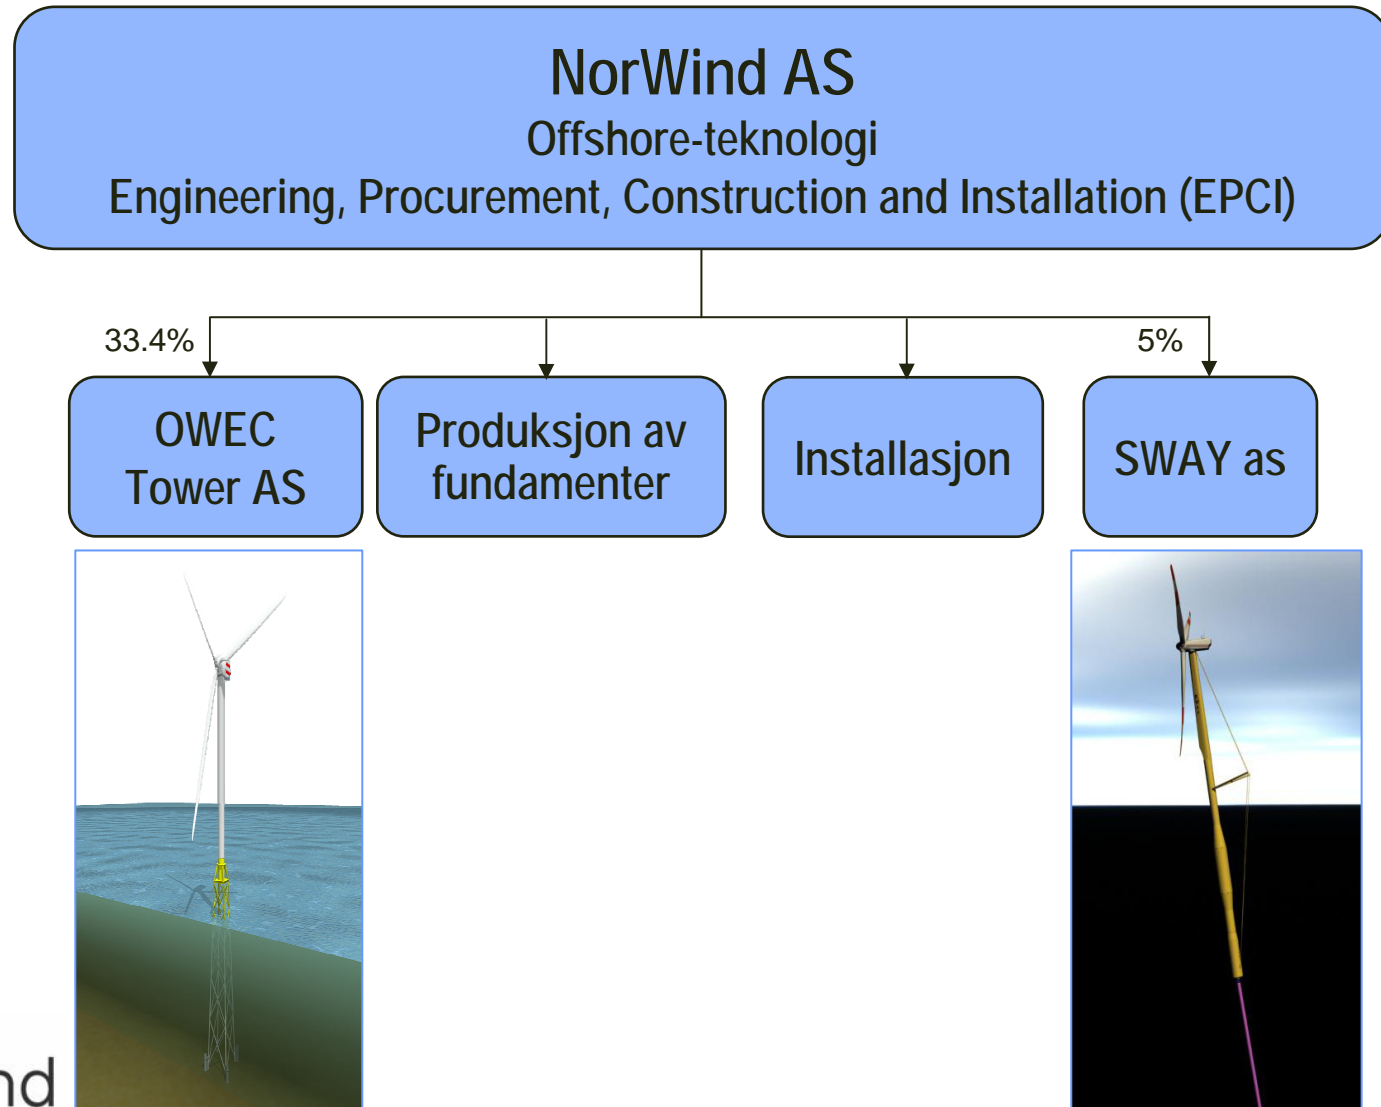 NorWind AS
Offshore-teknologi
Engineering, Procurement, Construction and Installation (EPCI)
33.4%
5%
OWEC
Tower AS
Produksjon av
fundamenter
Installasjon
SWAY as
nd